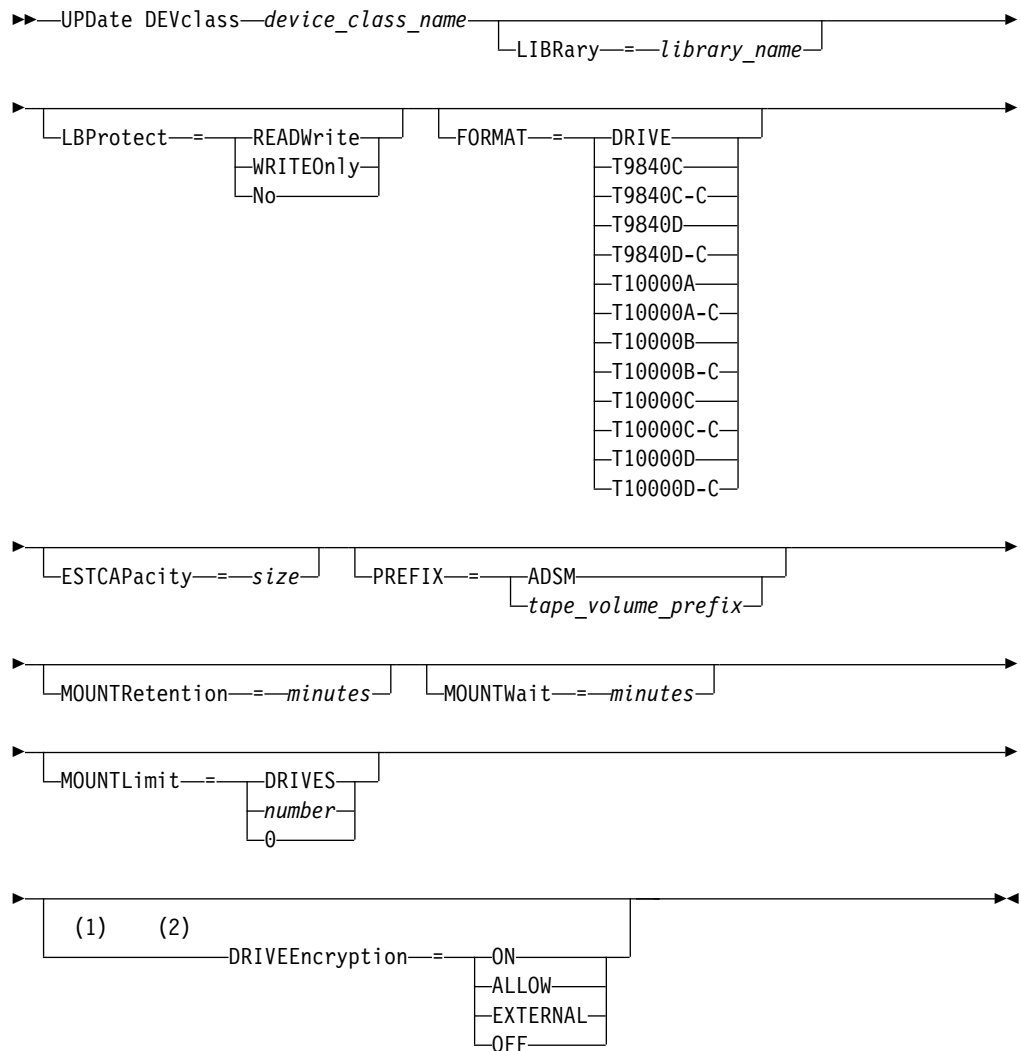 UPDate DEVclass device_class_name
LIBRary = library_name
LBProtect = READWrite FORMAT = DRIVE
WRITEOnly T9840C
No T9840C-C
T9840D
T9840D-C
T10000A
T10000A-C
T10000B
T10000B-C
T10000C
T10000C-C
T10000D
T10000D-C
ESTCAPacity = size PREFIX = ADSM
tape_volume_prefix
MOUNTRetention = minutes MOUNTWait = minutes
MOUNTLimit = DRIVES
number
0
(1) (2)
DRIVEEncryption = ON
ALLOW
EXTERNAL
OFF